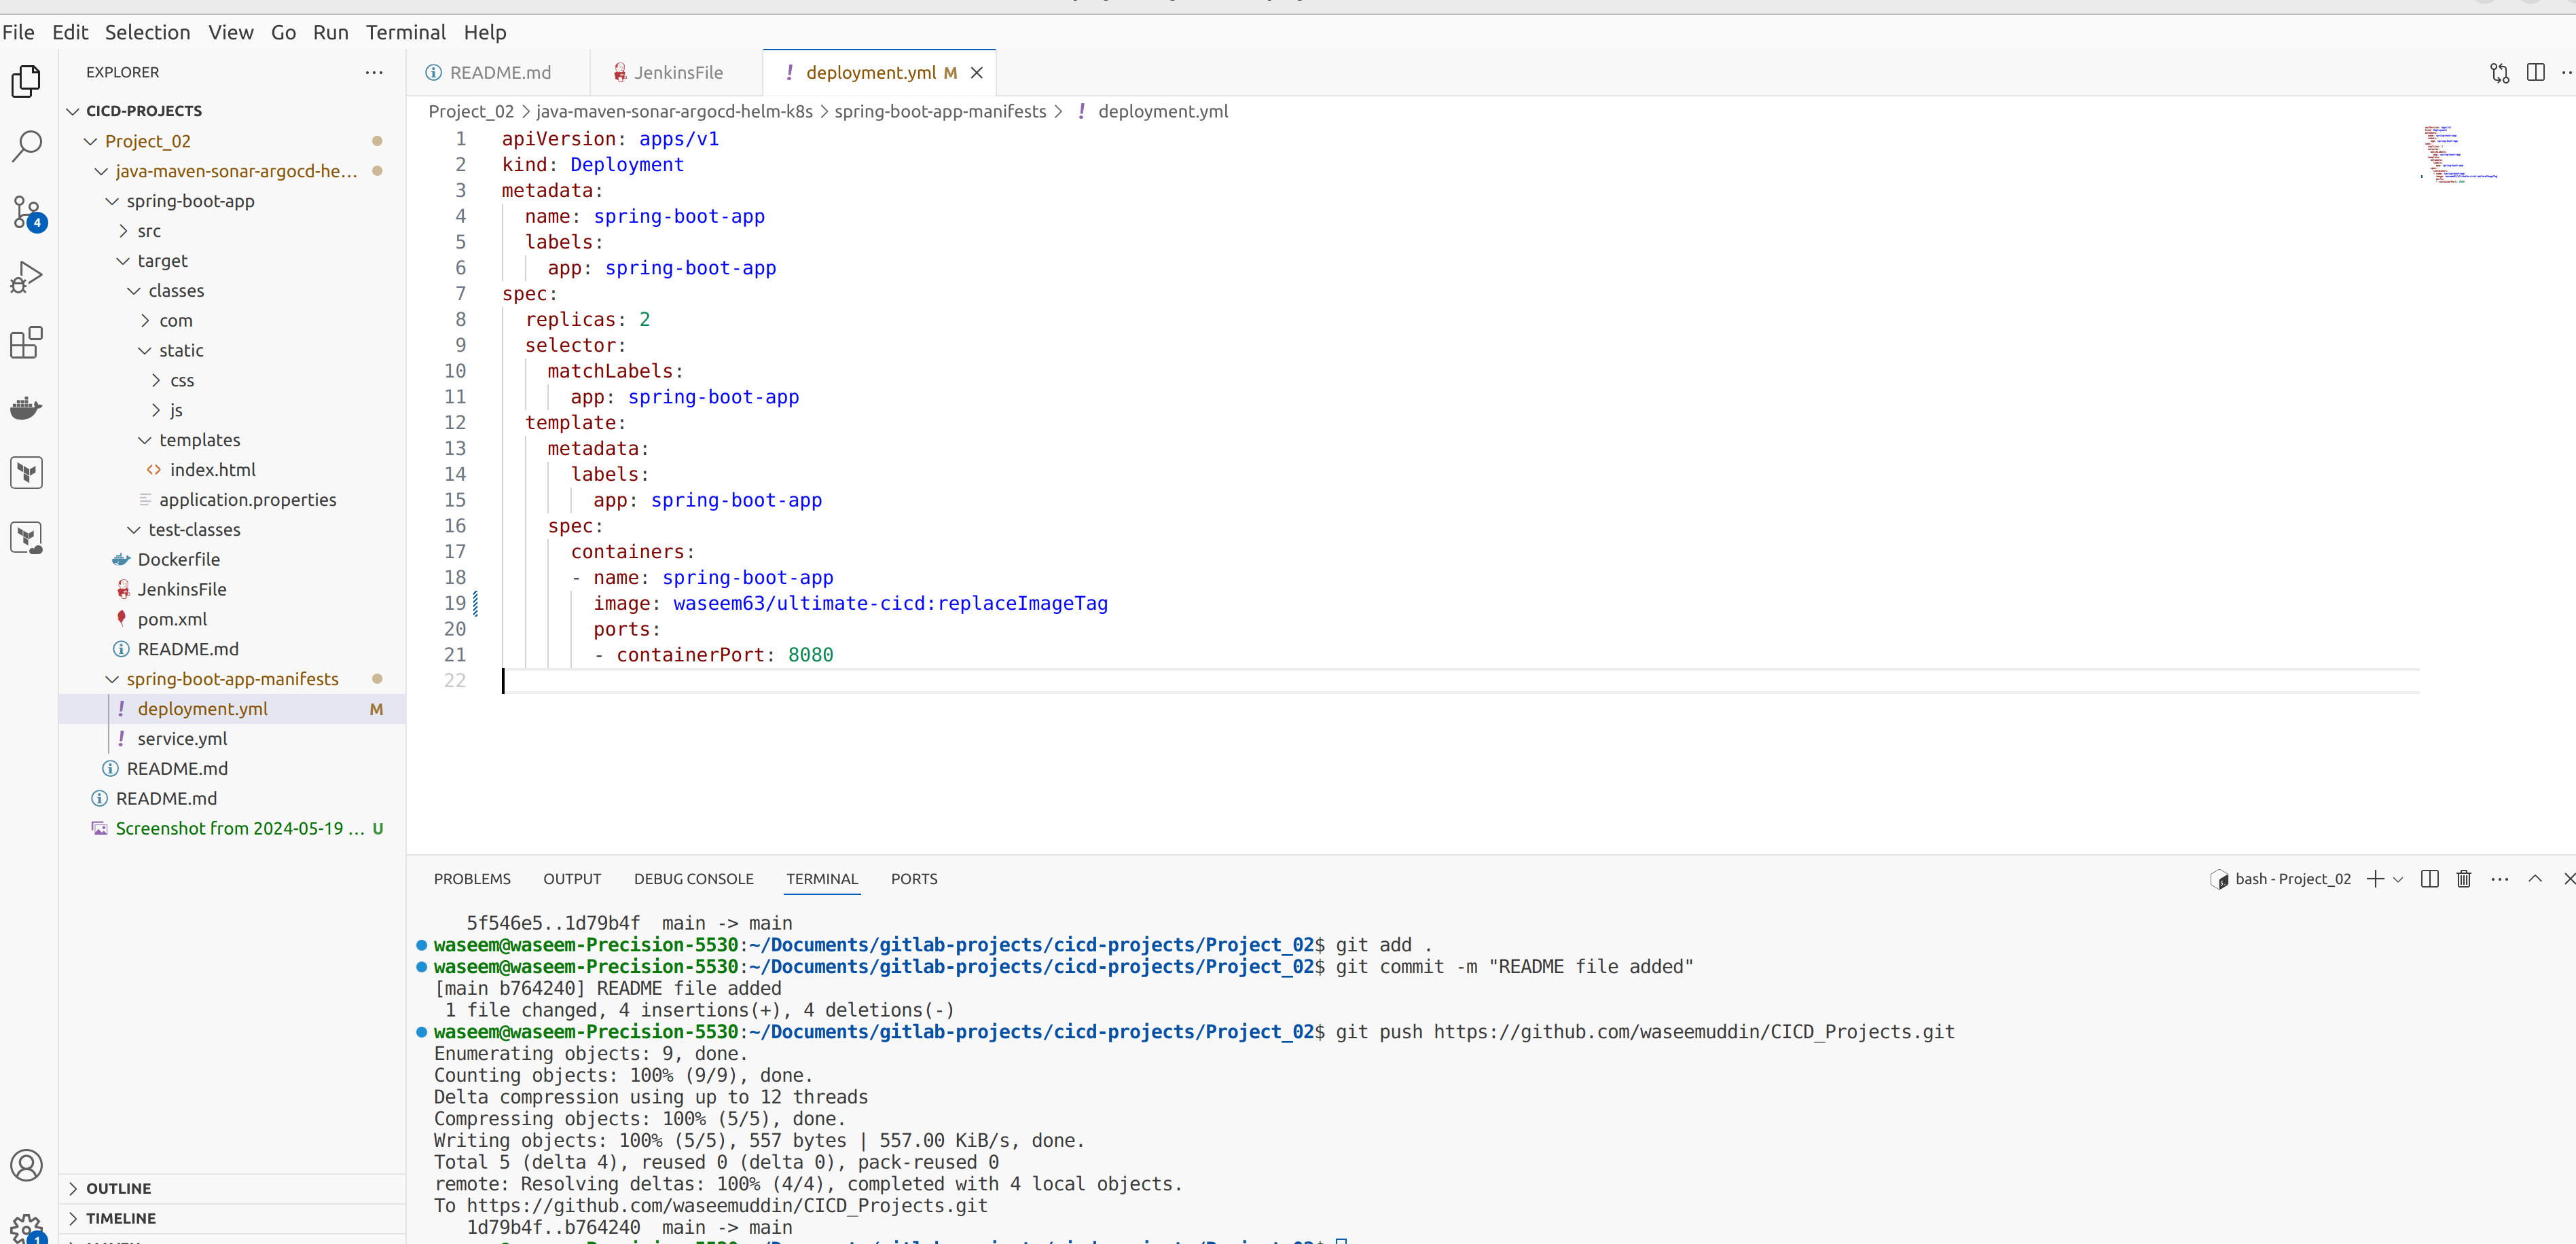 File Edit Selection View Go Run Terminal Help
EXPLORER
CICD-PROJECTS
Project_02
java-maven-sonar-argocd-he...
spring-boot-app
src
target
classes
com
static
css
js
templates
index.html
application.properties
test-classes
Dockerfile
JenkinsFile
pom.xml
README.md
spring-boot-app-manifests
deployment.yml M
service.yml
README.md
README.md
Screenshot from 2024-05-19 ... U
OUTLINE
TIMELINE
4
1
README.md JenkinsFile deployment.yml M
Project_02 > java-maven-sonar-argocd-helm-k8s > spring-boot-app-manifests > ! deployment.yml
1 apiVersion: apps/v1
2 kind: Deployment
3 metadata:
4 name: spring-boot-app
5 labels:
6 app: spring-boot-app
7 spec:
8 replicas: 2
9 selector:
10 matchLabels:
11 app: spring-boot-app
12 template:
13 metadata:
14 labels:
15 app: spring-boot-app
16 spec:
17 containers:
18 - name: spring-boot-app
19 image: waseem63/ultimate-cicd:replaceImageTag
20 ports:
21 - containerPort: 8080
22
PROBLEMS OUTPUT DEBUG CONSOLE TERMINAL PORTS
bash - Project_02
5f546e5..1d79b4f main -> main
waseem@waseem-Precision-5530:~/Documents/gitlab-projects/cicd-projects/Project_02$ git add .
waseem@waseem-Precision-5530:~/Documents/gitlab-projects/cicd-projects/Project_02$ git commit -m "README file added"
[main b764240] README file added
1 file changed, 4 insertions(+), 4 deletions(-)
waseem@waseem-Precision-5530:~/Documents/gitlab-projects/cicd-projects/Project_02$ git push https://github.com/waseemuddin/CICD_Projects.git
Enumerating objects: 9, done.
Counting objects: 100% (9/9), done.
Delta compression using up to 12 threads
Compressing objects: 100% (5/5), done.
Writing objects: 100% (5/5), 557 bytes | 557.00 KiB/s, done.
Total 5 (delta 4), reused 0 (delta 0), pack-reused 0
remote: Resolving deltas: 100% (4/4), completed with 4 local objects.
To https://github.com/waseemuddin/CICD_Projects.git
1d79b4f..b764240 main -> main